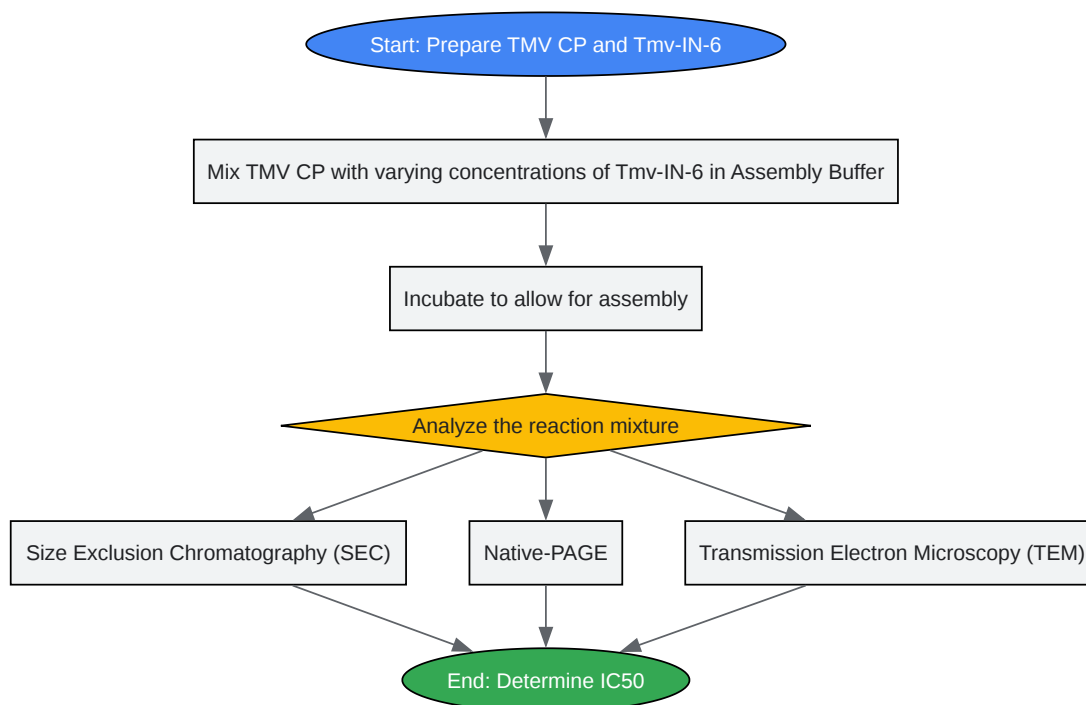 Start: Prepare TMV CP and Tmv-IN-6
Mix TMV CP with varying concentrations of Tmv-IN-6 in Assembly Buffer
Incubate to allow for assembly
Analyze the reaction mixture
Size Exclusion Chromatography (SEC)
Native-PAGE
Transmission Electron Microscopy (TEM)
End: Determine IC50